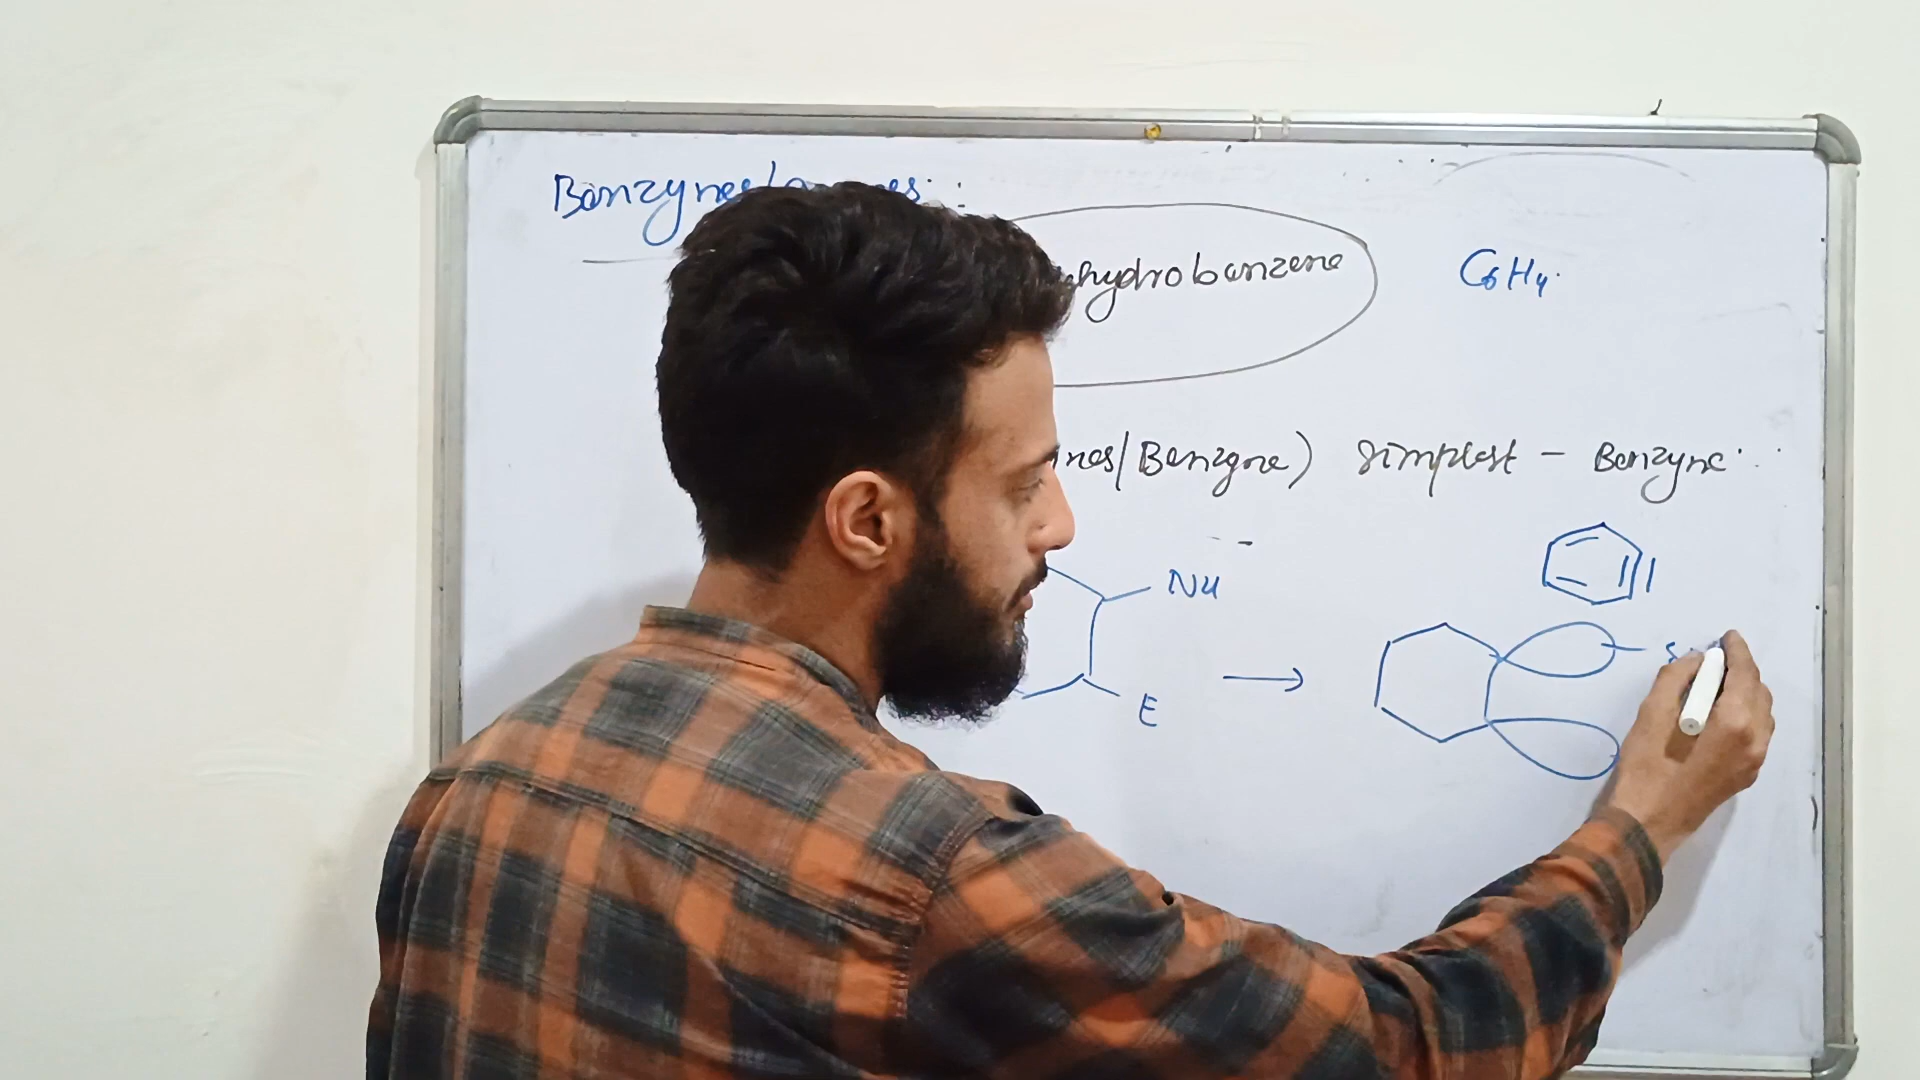 Benzynes
hydrobenzene C6H4.
nes/Benzyne) simplest - Benzyne.
Nu
E
S